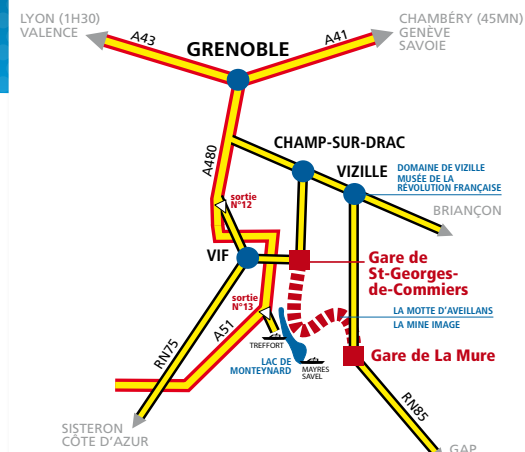 LYON (1H30)
VALENCE
A43
GRENOBLE
A41
CHAMBÉRY (45MN)
GENÈVE
SAVOIE
A480
CHAMP-SUR-DRAC
VIZILLE
DOMAINE DE VIZILLE
MUSÉE DE LA
RÉVOLUTION FRANÇAISE
BRIANÇON
sortie
N°12
VIF
Gare de
St-Georges-
de-Commiers
sortie
N°13
A51
TREFFORT
LA MOTTE D'AVEILLANS
LA MINE IMAGE
LAC DE
MONTEYNARD
MAYRES
SAVEL
Gare de La Mure
RN75
RN85
SISTERON
CÔTE D'AZUR
GAP